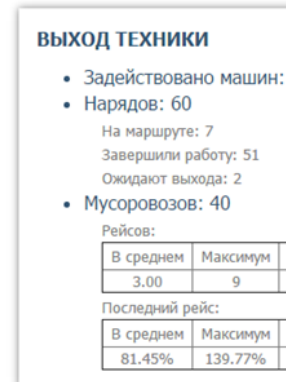 ВЫХОД ТЕХНИКИ
• Задействовано машин:
• Нарядов: 60
На маршруте: 7
Завершили работу: 51
Ожидают выхода: 2
• Мусоровозов: 40
Рейсов:
В среднем Максимум
3.00 9
Последний рейс:
В среднем Максимум
81.45% 139.77%